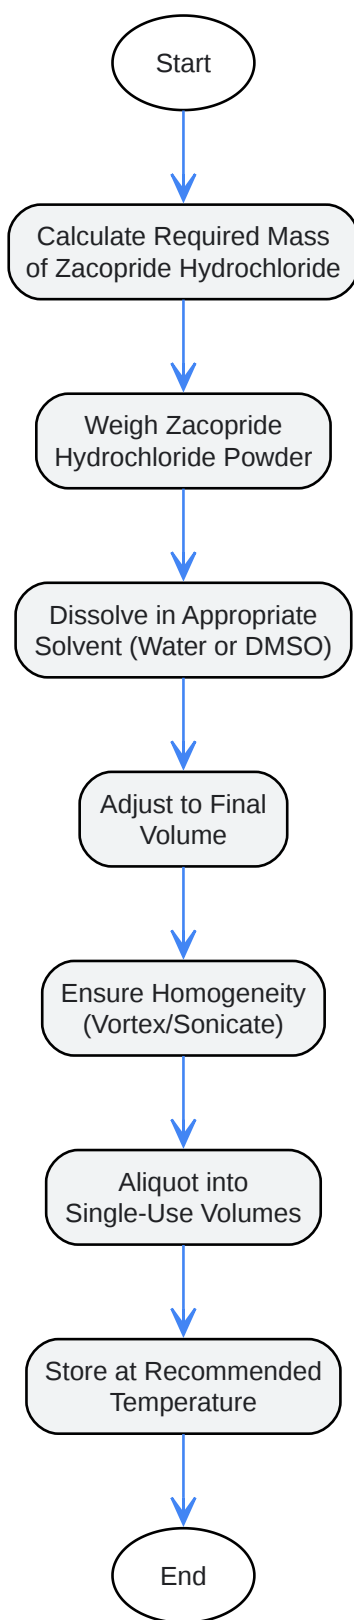 Start
Calculate Required Mass
of Zacopride Hydrochloride
Weigh Zacopride
Hydrochloride Powder
Dissolve in Appropriate
Solvent (Water or DMSO)
Adjust to Final
Volume
Ensure Homogeneity
(Vortex/Sonicate)
Aliquot into
Single-Use Volumes
Store at Recommended
Temperature
End